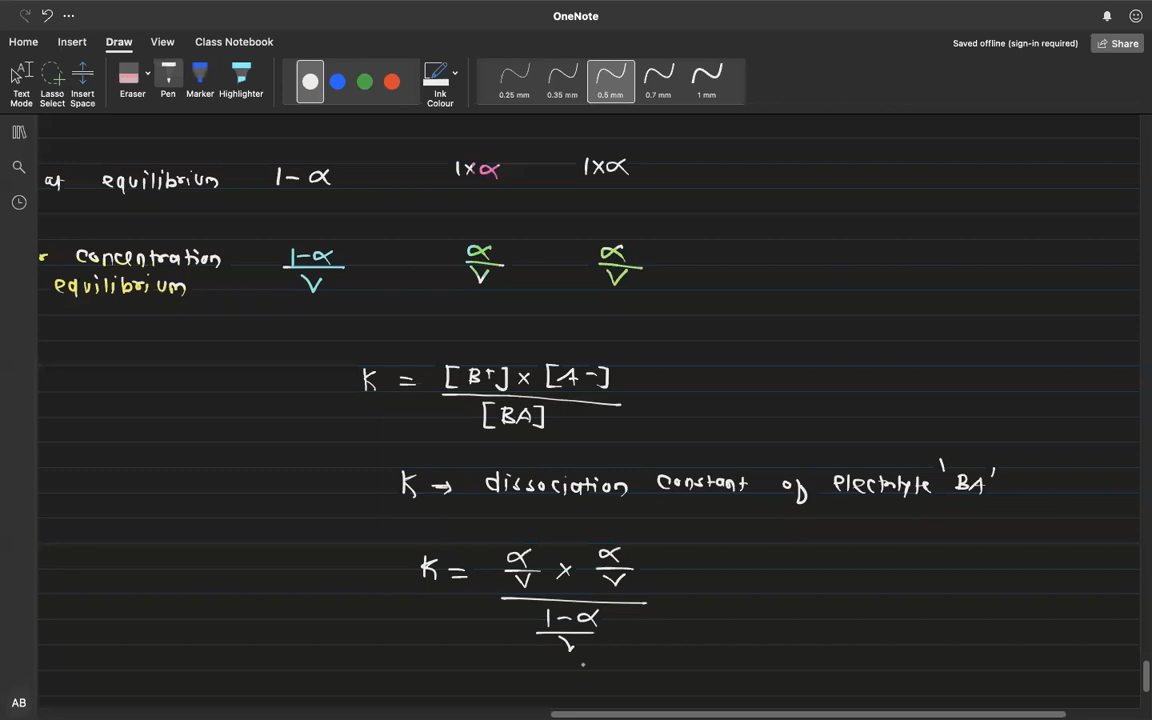 OneNote
Home Insert Draw View Class Notebook
Saved offline (sign-in required) Share
Text Mode Lasso Select Insert Space Eraser Pen Marker Highlighter Ink Colour 0.25 mm 0.35 mm 0.5 mm 0.7 mm 1 mm
at equilibrium 1-α 1×α 1×α
concentration (1-α)/V α/V α/V
equilibrium
K = [B+]×[A-] / [BA]
K → dissociation constant of electrolyte 'BA'
K = (α/V × α/V) / ((1-α)/V)
AB